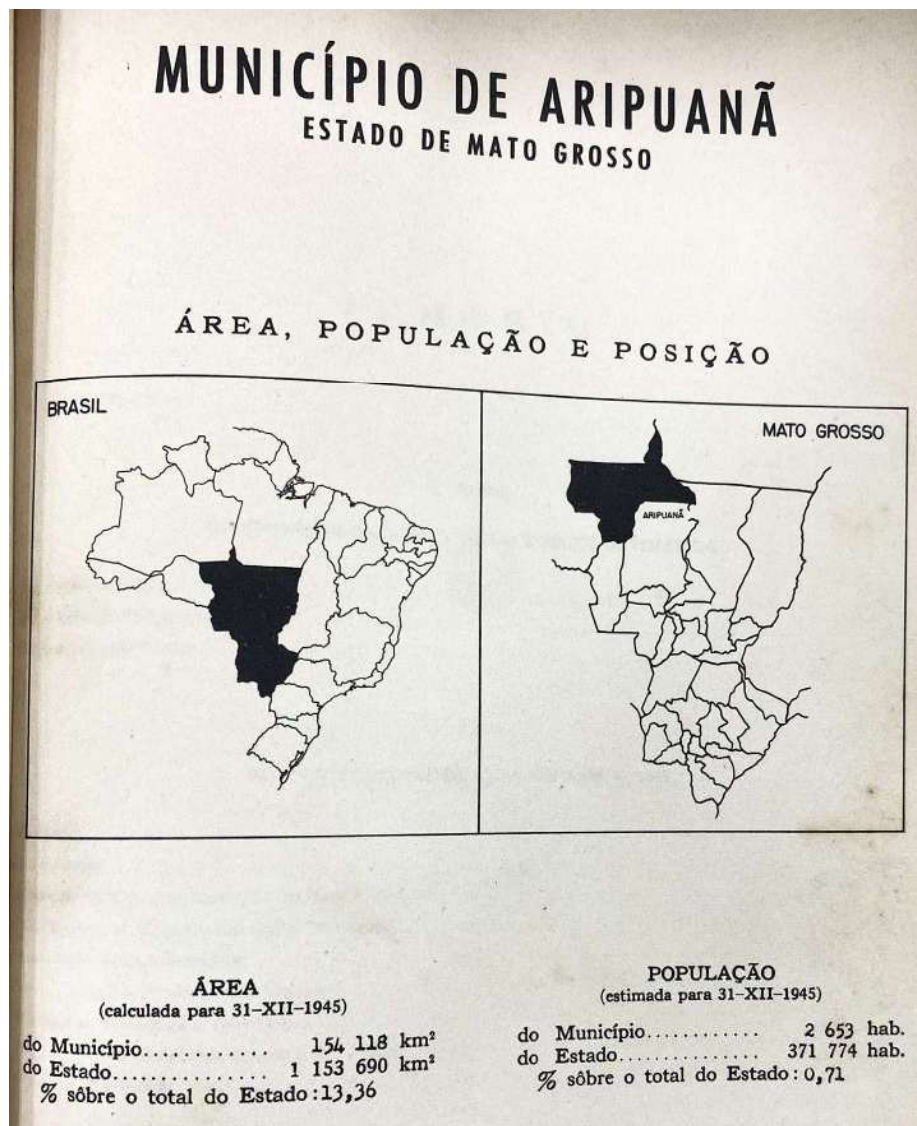 MUNICÍPIO DE ARIPUANÃ
ESTADO DE MATO GROSSO
ÁREA, POPULAÇÃO E POSIÇÃO
BRASIL
MATO GROSSO
ARIPUANÃ
ÁREA
(calculada para 31-XII-1945)
do Município............ 154 118 km²
do Estado................ 1 153 690 km²
% sôbre o total do Estado:13,36
POPULAÇÃO
(estimada para 31-XII-1945)
do Município............ 2 653 hab.
do Estado............... 371 774 hab.
% sôbre o total do Estado: 0,71